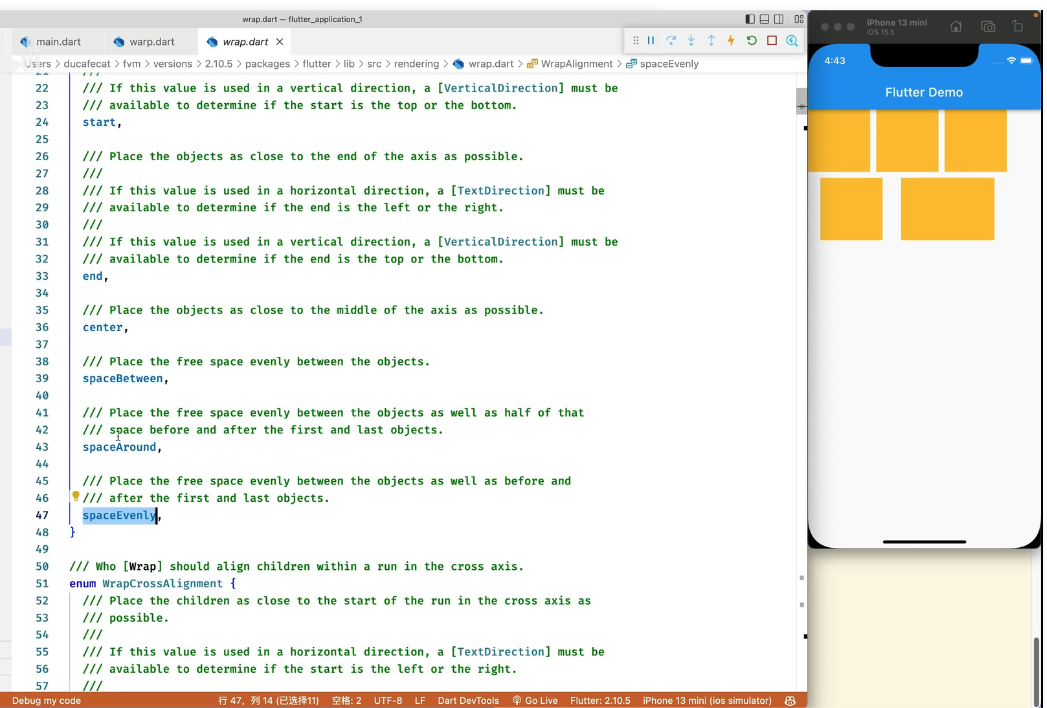 wrap.dart — flutter_application_1
main.dart
warp.dart
wrap.dart
Users > ducafecat > fvm > versions > 2.10.5 > packages > flutter > lib > src > rendering > wrap.dart > WrapAlignment > spaceEvenly
22 /// If this value is used in a vertical direction, a [VerticalDirection] must be
23 /// available to determine if the start is the top or the bottom.
24 start,
25
26 /// Place the objects as close to the end of the axis as possible.
27 ///
28 /// If this value is used in a horizontal direction, a [TextDirection] must be
29 /// available to determine if the end is the left or the right.
30 ///
31 /// If this value is used in a vertical direction, a [VerticalDirection] must be
32 /// available to determine if the end is the top or the bottom.
33 end,
34
35 /// Place the objects as close to the middle of the axis as possible.
36 center,
37
38 /// Place the free space evenly between the objects.
39 spaceBetween,
40
41 /// Place the free space evenly between the objects as well as half of that
42 /// space before and after the first and last objects.
43 spaceAround,
44
45 /// Place the free space evenly between the objects as well as before and
46 /// after the first and last objects.
47 spaceEvenly,
48 }
49
50 /// Who [Wrap] should align children within a run in the cross axis.
51 enum WrapCrossAlignment {
52 /// Place the children as close to the start of the run in the cross axis as
53 /// possible.
54 ///
55 /// If this value is used in a horizontal direction, a [TextDirection] must be
56 /// available to determine if the start is the left or the right.
57 ///
Debug my code
行 47，列 14 (已选择11)
空格: 2
UTF-8
LF
Dart DevTools
Go Live
Flutter: 2.10.5
iPhone 13 mini (ios simulator)
iPhone 13 mini
iOS 15.5
4:43
Flutter Demo